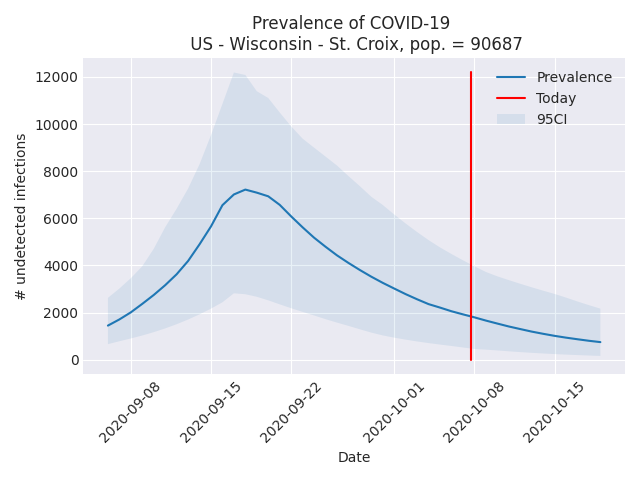 Prevalence of COVID-19
US - Wisconsin - St. Croix, pop. = 90687
12000
10000
8000
6000
4000
2000
0
# undetected infections
Prevalence
Today
95CI
2020-09-08
2020-09-15
2020-09-22
2020-10-01
2020-10-08
2020-10-15
Date